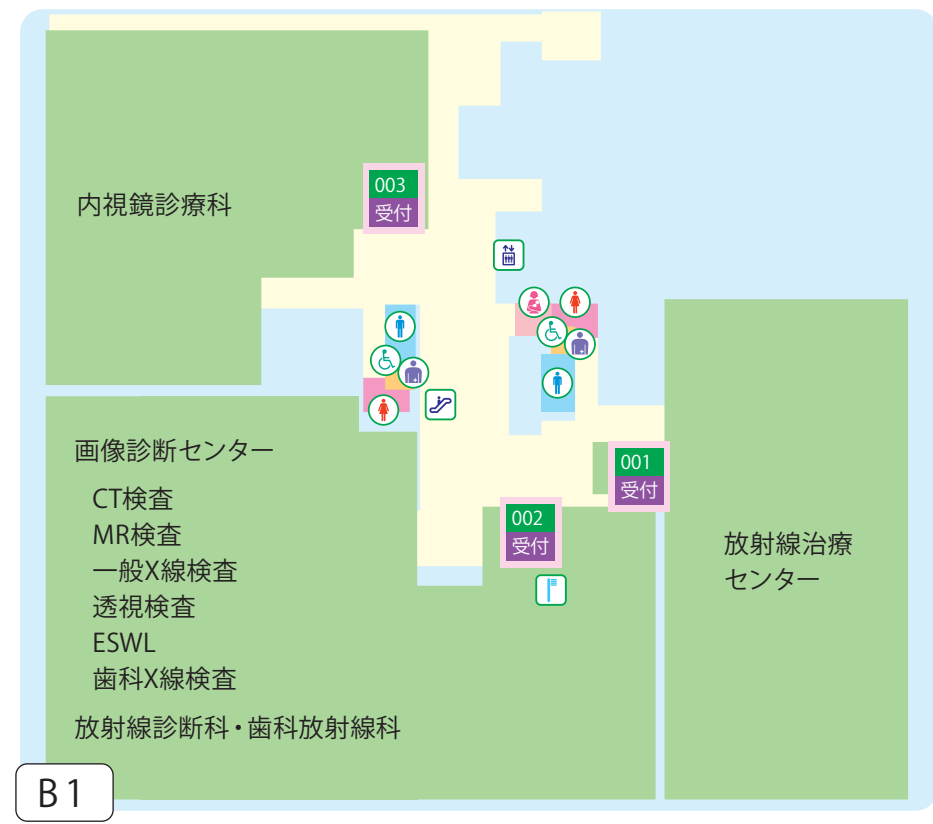 003
受付
内視鏡診療科
画像診断センター
CT検査
MR検査
一般X線検査
透視検査
ESWL
歯科X線検査
放射線診断科・歯科放射線科
001
受付
002
受付
放射線治療
センター
B1